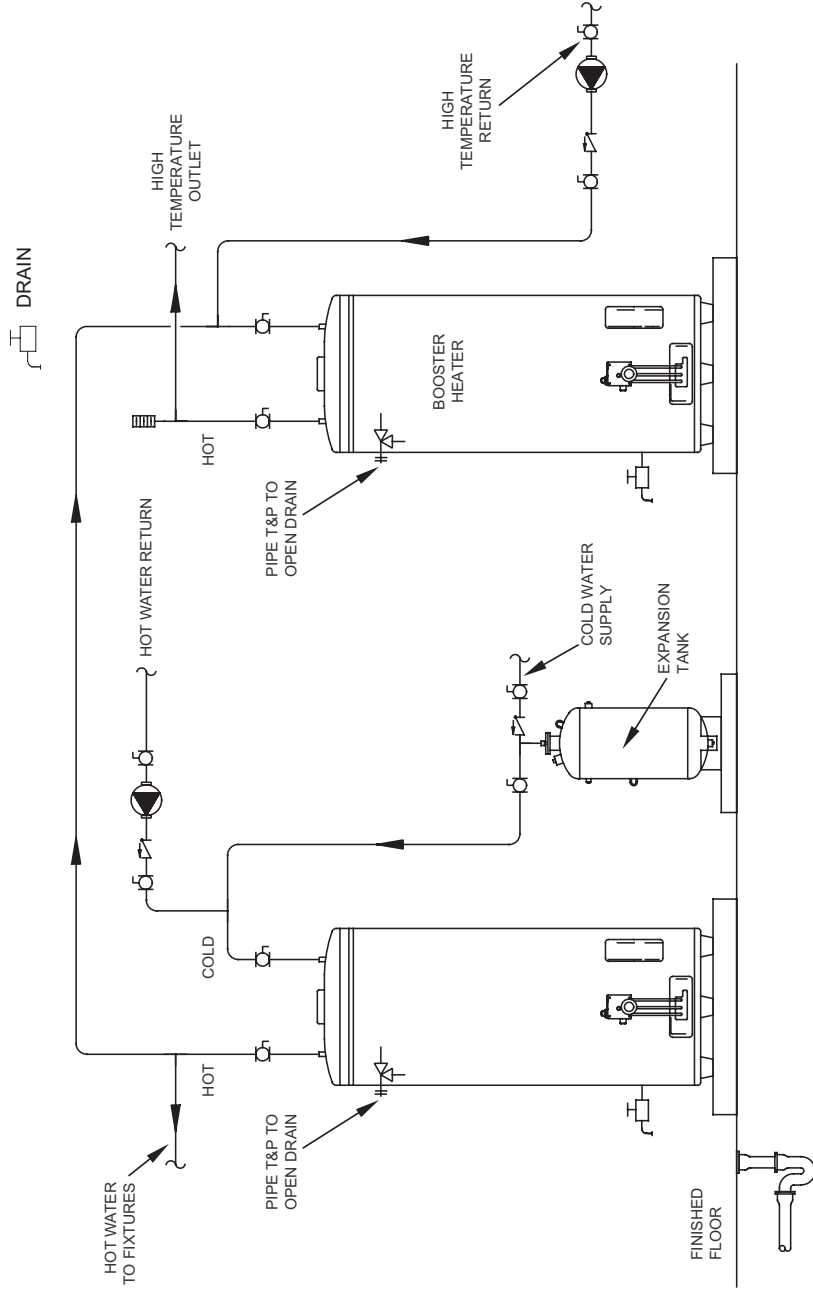 DRAIN
HIGH
TEMPERATURE
OUTLET
HIGH
TEMPERATURE
RETURN
HOT WATER RETURN
HOT
BOOSTER
HEATER
PIPE T&P TO
OPEN DRAIN
COLD WATER
SUPPLY
EXPANSION
TANK
COLD
HOT
HOT WATER
TO FIXTURES
PIPE T&P TO
OPEN DRAIN
FINISHED
FLOOR